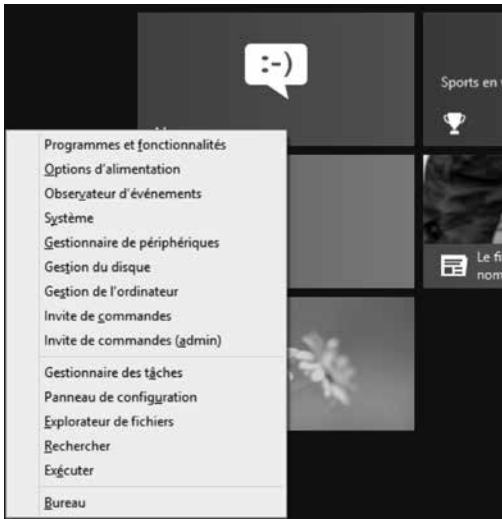 :-)
Sports en
Programmes et fonctionnalités
Options d'alimentation
Observateur d'événements
Système
Gestionnaire de périphériques
Gestion du disque
Gestion de l'ordinateur
Invite de commandes
Invite de commandes (admin)
Gestionnaire des tâches
Panneau de configuration
Explorateur de fichiers
Rechercher
Exécuter
Bureau
Le
nom